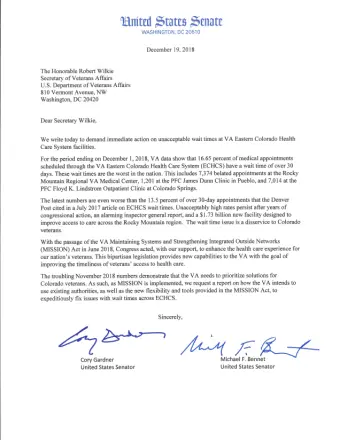 United States Senate
WASHINGTON, DC 20510
December 19, 2018
The Honorable Robert Wilkie
Secretary of Veterans Affairs
U.S. Department of Veterans Affairs
810 Vermont Avenue, NW
Washington, DC 20420
Dear Secretary Wilkie,
We write today to demand immediate action on unacceptable wait times at VA Eastern Colorado Health
Care System facilities.
For the period ending on December 1, 2018, VA data show that 16.65 percent of medical appointments
scheduled through the VA Eastern Colorado Health Care System (ECHCS) have a wait time of over 30
days. These wait times are the worst in the nation. This includes 7,374 belated appointments at the Rocky
Mountain Regional VA Medical Center, 1,201 at the PFC James Dunn Clinic in Pueblo, and 7,014 at the
PFC Floyd K. Lindstrom Outpatient Clinic at Colorado Springs.
The latest numbers are even worse than the 13.5 percent of over 30-day appointments that the Denver
Post cited in a July 2017 article on ECHCS wait times. Unacceptably high rates persist after years of
congressional action, an alarming inspector general report, and a $1.73 billion new facility designed to
improve access to care across the Rocky Mountain region. The wait time issue is a disservice to Colorado
veterans.
With the passage of the VA Maintaining Systems and Strengthening Integrated Outside Networks
(MISSION) Act in June 2018, Congress acted, with our support, to enhance the health care experience for
our nation's veterans. This bipartisan legislation provides new capabilities to the VA with the goal of
improving the timeliness of veterans' access to health care.
The troubling November 2018 numbers demonstrate that the VA needs to prioritize solutions for
Colorado veterans. As such, as MISSION is implemented, we request a report on how the VA intends to
use existing authorities, as well as the new flexibility and tools provided in the MISSION Act, to
expeditiously fix issues with wait times across ECHCS.
Sincerely,
Cory Gardner Michael F. Bennet
United States Senator United States Senator